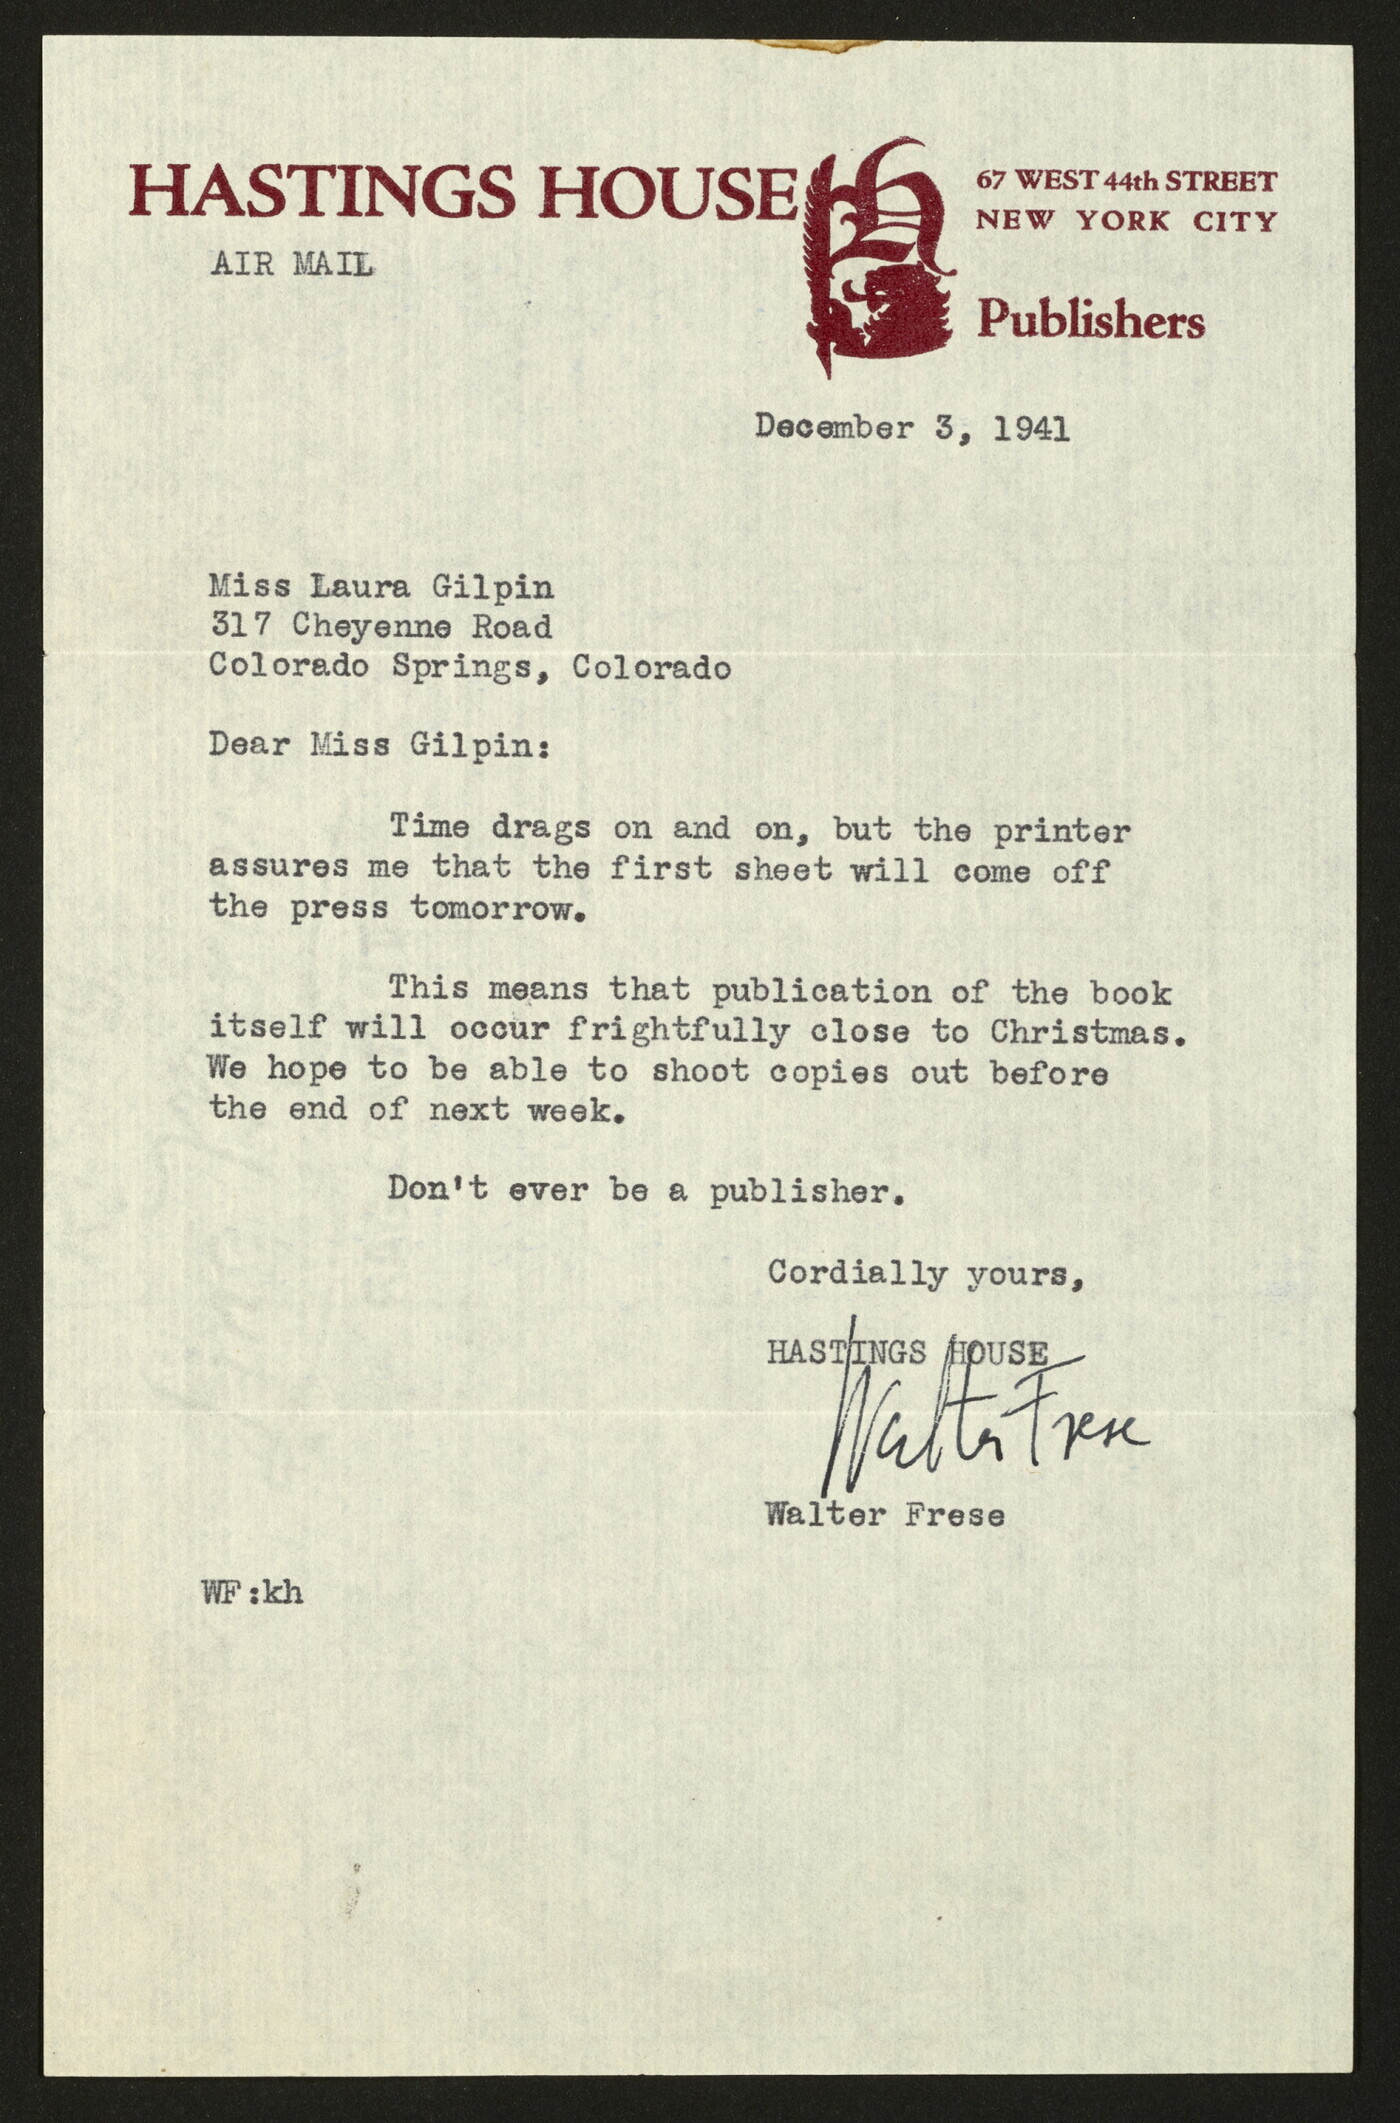 HASTINGS HOUSE
67 WEST 44th STREET
NEW YORK CITY
Publishers
AIR MAIL
December 3, 1941
Miss Laura Gilpin
317 Cheyenne Road
Colorado Springs, Colorado
Dear Miss Gilpin:
Time drags on and on, but the printer
assures me that the first sheet will come off
the press tomorrow.
This means that publication of the book
itself will occur frightfully close to Christmas.
We hope to be able to shoot copies out before
the end of next week.
Don't ever be a publisher.
Cordially yours,
HASTINGS HOUSE
Walter Frese
Walter Frese
WF:kh